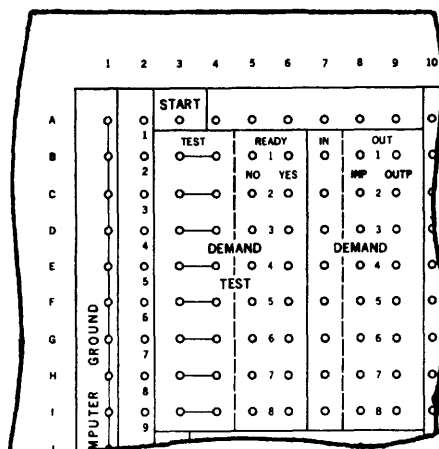 1 2 3 4 5 6 7 8 9 10
START
A
1
TEST READY IN OUT
B 1 1
2 NO YES INP OUTP
C 2 2
3
D 3 3
4 DEMAND DEMAND
E 4 4
5 TEST
F 5 5
6
G 6 6
7
H 7 7
8
I 8 8
9
MPUTER GROUND